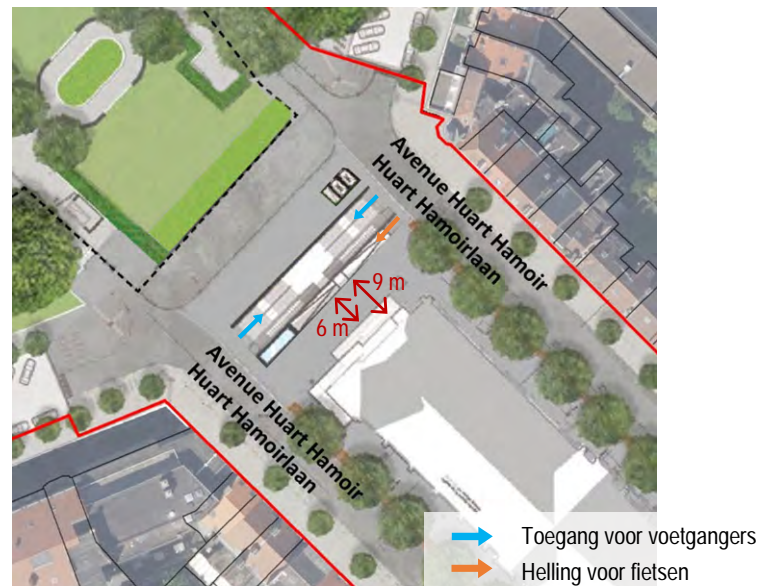 Avenue Huart Hamoir
Huart Hamoirlaan
9 m
6 m
Avenue Huart Hamoir
Huart Hamoirlaan
Toegang voor voetgangers
Helling voor fietsen